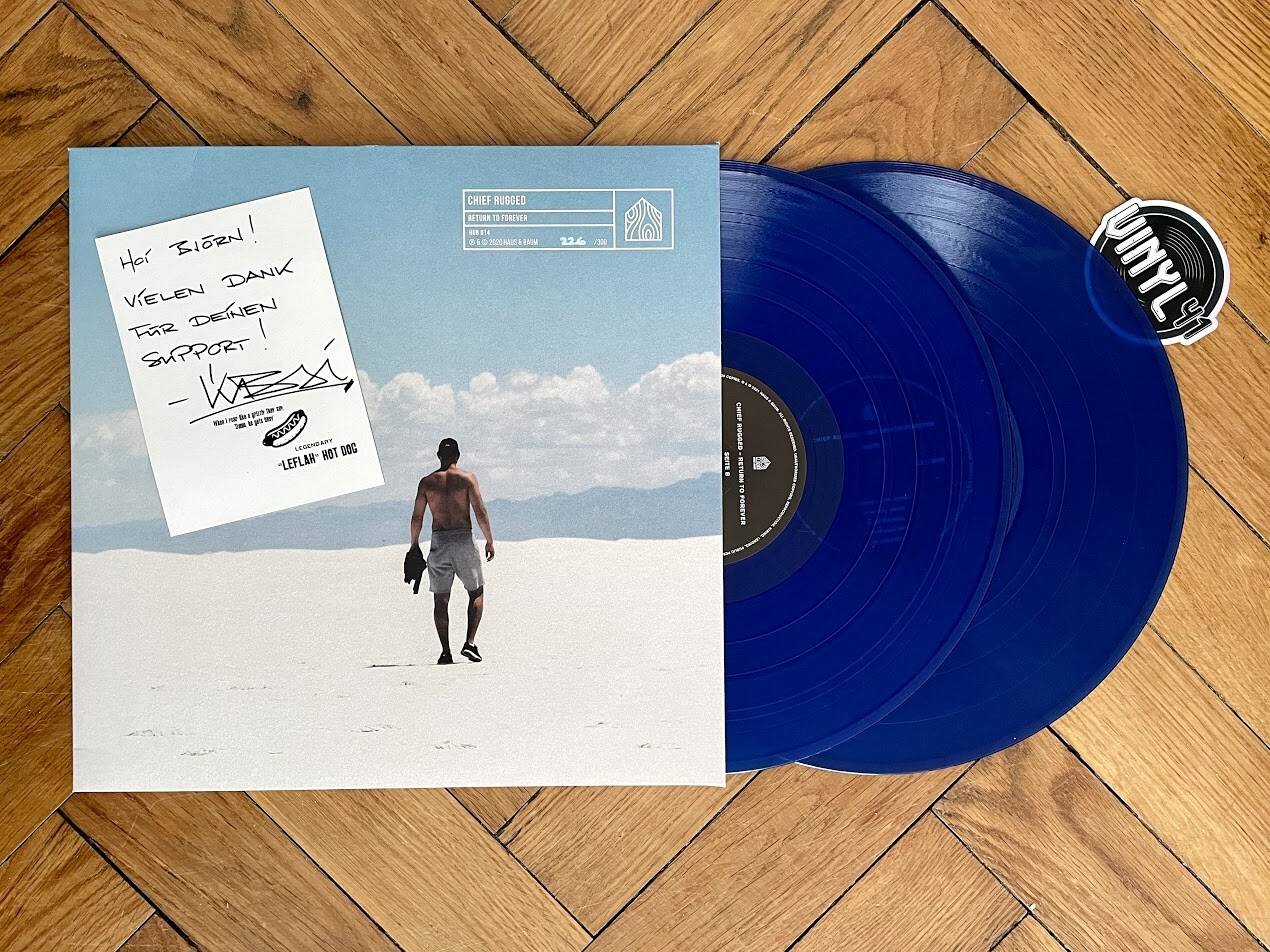 HOI BJÖRN!
VIELEN DANK
FÜR DEINEN
SUPPORT!
LEGENDARY
"LEFLAH" HOT DOG
CHIEF RUGGED
RETURN TO FOREVER
HUB 014
℗ & © 2020 HAUS & BAUM 226 /300
CHIEF RUGGED - RETURN TO FOREVER
SEITE B
VINYL
41